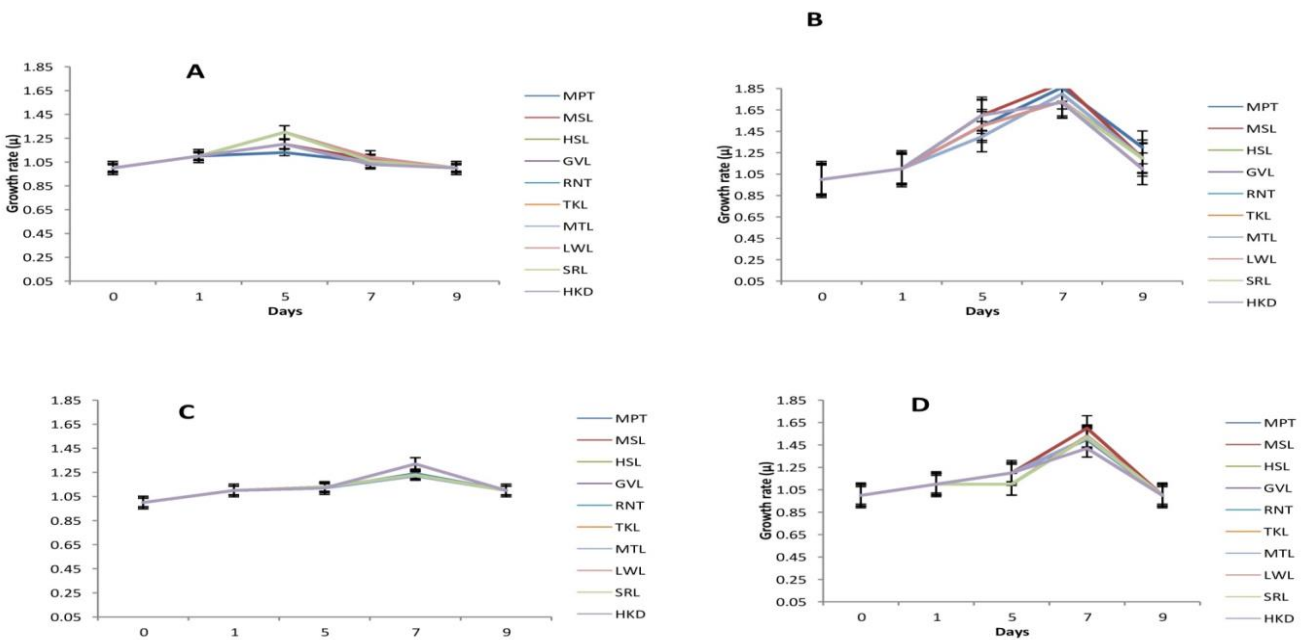 A
Growth rate (μ)
1.85
1.65
1.45
1.25
1.05
0.85
0.65
0.45
0.25
0.05
0 1 5 7 9
Days
MPT
MSL
HSL
GVL
RNT
TKL
MTL
LWL
SRL
HKD
B
Growth rate (μ)
1.85
1.65
1.45
1.25
1.05
0.85
0.65
0.45
0.25
0.05
0 1 5 7 9
Days
MPT
MSL
HSL
GVL
RNT
TKL
MTL
LWL
SRL
HKD
C
1.85
1.65
1.45
1.25
1.05
0.85
0.65
0.45
0.25
0.05
0 1 5 7 9
MPT
MSL
HSL
GVL
RNT
TKL
MTL
LWL
SRL
HKD
D
Growth rate (μ)
1.85
1.65
1.45
1.25
1.05
0.85
0.65
0.45
0.25
0.05
0 1 5 7 9
Days
MPT
MSL
HSL
GVL
RNT
TKL
MTL
LWL
SRL
HKD